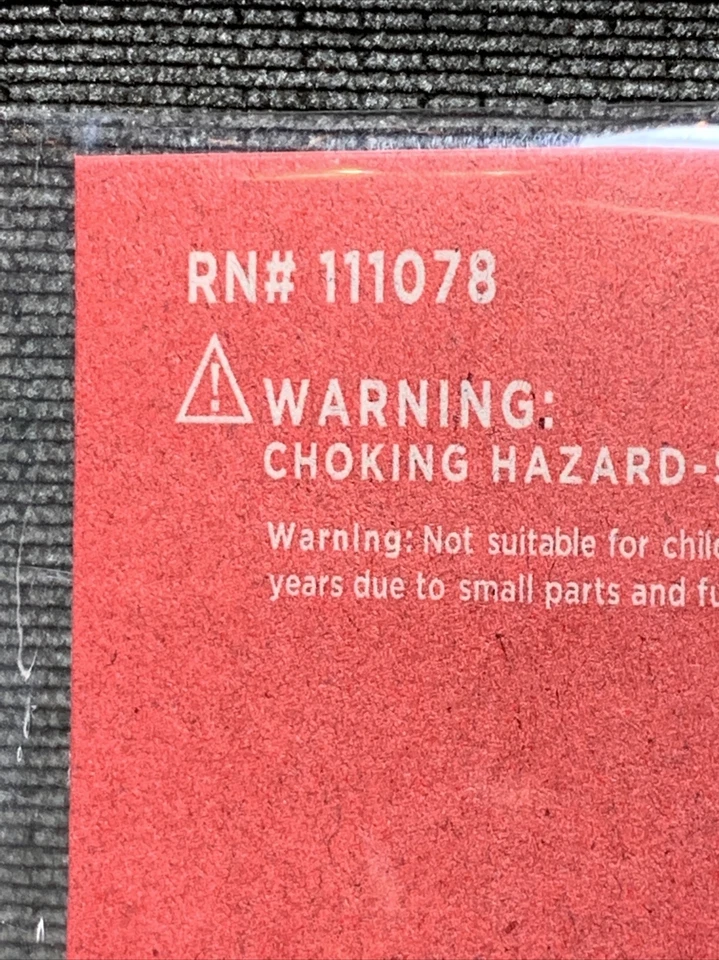 RN# 111078
WARNING:
CHOKING HAZARD-
Warning: Not suitable for
years due to small parts and